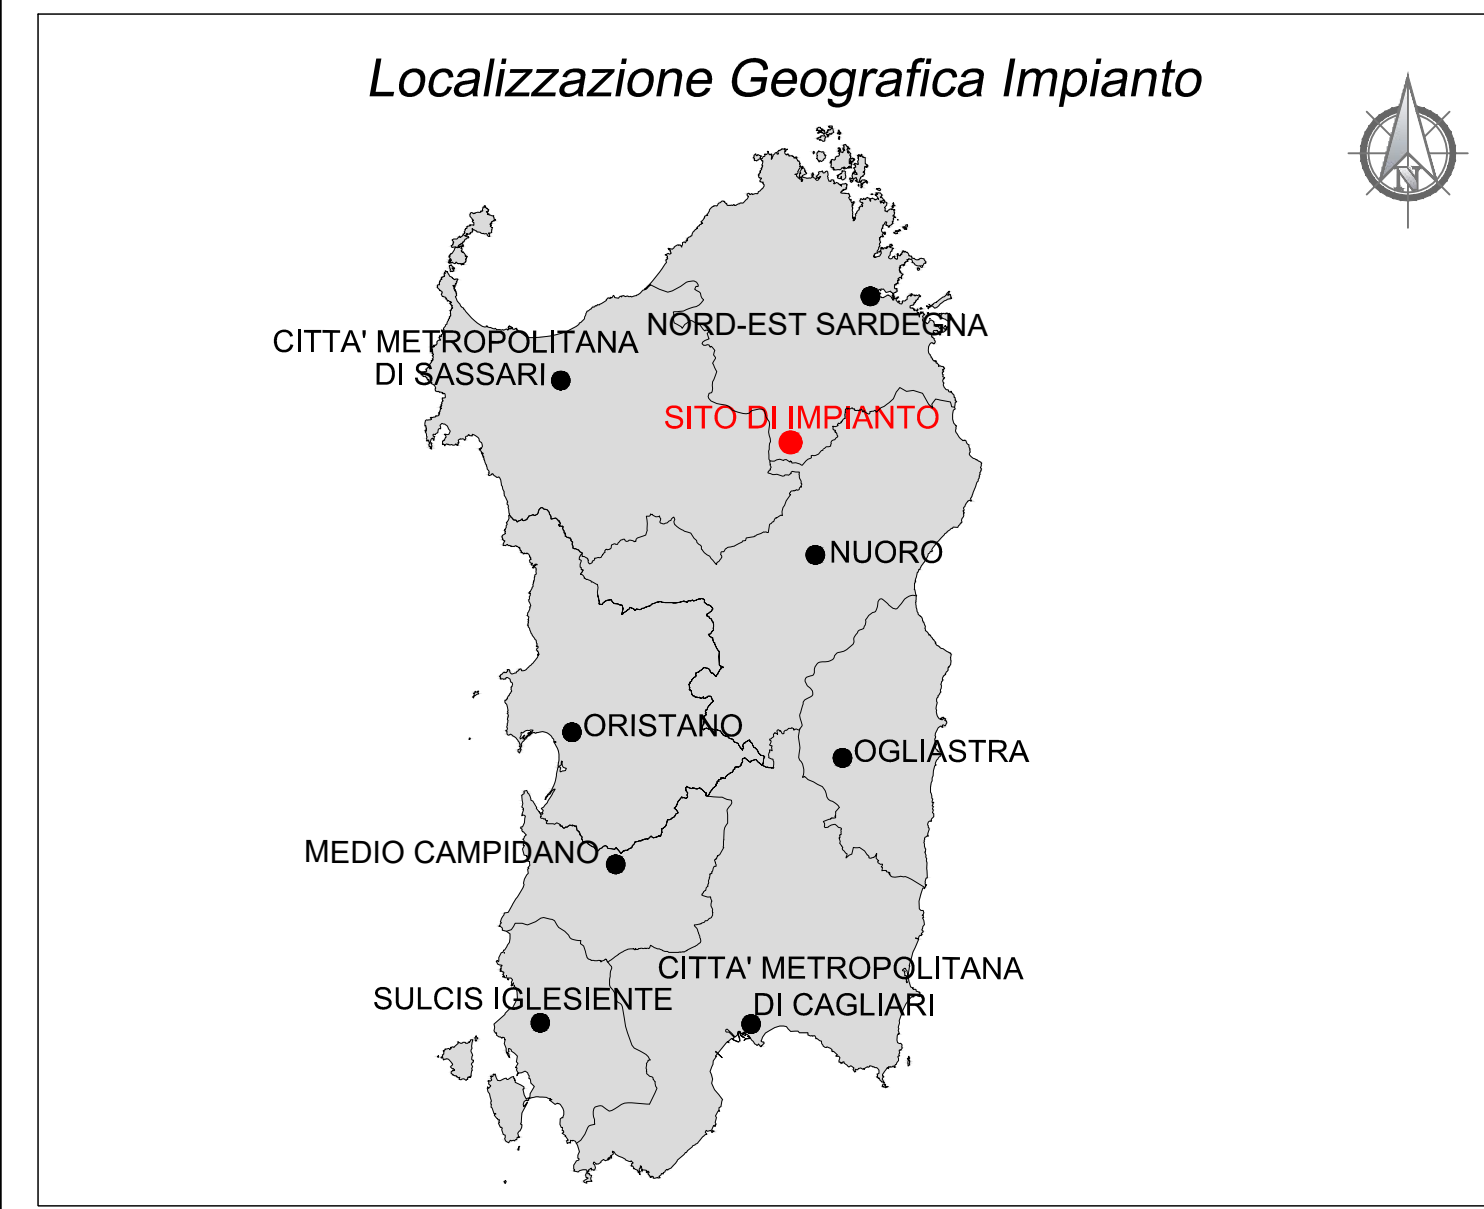 Localizzazione Geografica Impianto
N
NORD-EST SARDEGNA
CITTA' METROPOLITANA
DI SASSARI
SITO DI IMPIANTO
NUORO
ORISTANO
OGLIASTRA
MEDIO CAMPIDANO
CITTA' METROPOLITANA
DI CAGLIARI
SULCIS IGLESIENTE